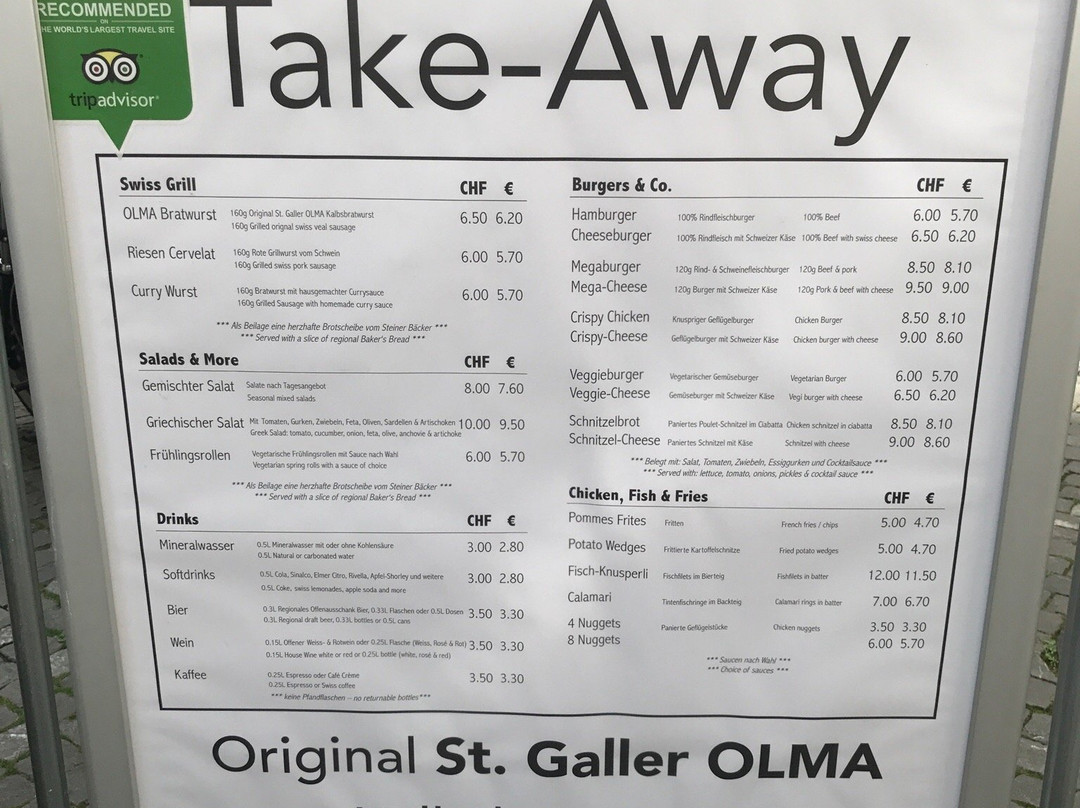 RECOMMENDED
ON
THE WORLD'S LARGEST TRAVEL SITE
tripadvisor®
Take-Away
Swiss Grill CHF €
OLMA Bratwurst 160g Original St. Galler OLMA Kalbsbratwurst 6.50 6.20
160g Grilled orignal swiss veal sausage
Riesen Cervelat 160g Rote Grillwurst vom Schwein 6.00 5.70
160g Grilled swiss pork sausage
Curry Wurst 160g Bratwurst mit hausgemachter Currysauce 6.00 5.70
160g Grilled Sausage with homemade curry sauce
*** Als Beilage eine herzhafte Brotscheibe vom Steiner Bäcker ***
*** Served with a slice of regional Baker's Bread ***
Salads & More CHF €
Gemischter Salat Salate nach Tagesangebot 8.00 7.60
Seasonal mixed salads
Griechischer Salat Mit Tomaten, Gurken, Zwiebeln, Feta, Oliven, Sardellen & Artischoken 10.00 9.50
Greek Salad: tomato, cucumber, onion, feta, olive, anchovie & artichoke
Frühlingsrollen Vegetarische Frühlingsrollen mit Sauce nach Wahl 6.00 5.70
Vegetarian spring rolls with a sauce of choice
*** Als Beilage eine herzhafte Brotscheibe vom Steiner Bäcker ***
*** Served with a slice of regional Baker's Bread ***
Drinks CHF €
Mineralwasser 0.5L Mineralwasser mit oder ohne Kohlensäure 3.00 2.80
0.5L Natural or carbonated water
Softdrinks 0.5L Cola, Sinalco, Elmer Citro, Rivella, Apfel-Shorley und weitere 3.00 2.80
0.5L Coke, swiss lemonades, apple soda and more
Bier 0.3L Regionales Offenausschank Bier, 0.33L Flaschen oder 0.5L Dosen 3.50 3.30
0.3L Regional draft beer, 0.33L bottles or 0.5L cans
Wein 0.15L Offener Weiss- & Rotwein oder 0.25L Flasche (Weiss, Rosé & Rot) 3.50 3.30
0.15L House Wine white or red or 0.25L bottle (white, rosé & red)
Kaffee 0.25L Espresso oder Café Crème 3.50 3.30
0.25L Espresso or Swiss coffee
*** keine Pfandflaschen – no returnable bottles***
Burgers & Co. CHF €
Hamburger 100% Rindfleischburger 100% Beef 6.00 5.70
Cheeseburger 100% Rindfleisch mit Schweizer Käse 100% Beef with swiss cheese 6.50 6.20
Megaburger 120g Rind- & Schweinefleischburger 120g Beef & pork 8.50 8.10
Mega-Cheese 120g Burger mit Schweizer Käse 120g Pork & beef with cheese 9.50 9.00
Crispy Chicken Knuspriger Geflügelburger Chicken Burger 8.50 8.10
Crispy-Cheese Geflügelburger mit Schweizer Käse Chicken burger with cheese 9.00 8.60
Veggieburger Vegetarischer Gemüseburger Vegetarian Burger 6.00 5.70
Veggie-Cheese Gemüseburger mit Schweizer Käse Vegi burger with cheese 6.50 6.20
Schnitzelbrot Paniertes Poulet-Schnitzel im Ciabatta Chicken schnitzel in ciabatta 8.50 8.10
Schnitzel-Cheese Paniertes Schnitzel mit Käse Schnitzel with cheese 9.00 8.60
*** Belegt mit: Salat, Tomaten, Zwiebeln, Essiggurken und Cocktailsauce ***
*** Served with: lettuce, tomato, onions, pickles & cocktail sauce ***
Chicken, Fish & Fries CHF €
Pommes Frites Fritten French fries / chips 5.00 4.70
Potato Wedges Frittierte Kartoffelschnitze Fried potato wedges 5.00 4.70
Fisch-Knusperli Fischfilets im Bierteig Fishfilets in batter 12.00 11.50
Calamari Tintenfischringe im Backteig Calamari rings in batter 7.00 6.70
4 Nuggets Panierte Geflügelstücke Chicken nuggets 3.50 3.30
8 Nuggets 6.00 5.70
*** Saucen nach Wahl ***
*** Choice of sauces ***
Original St. Galler OLMA